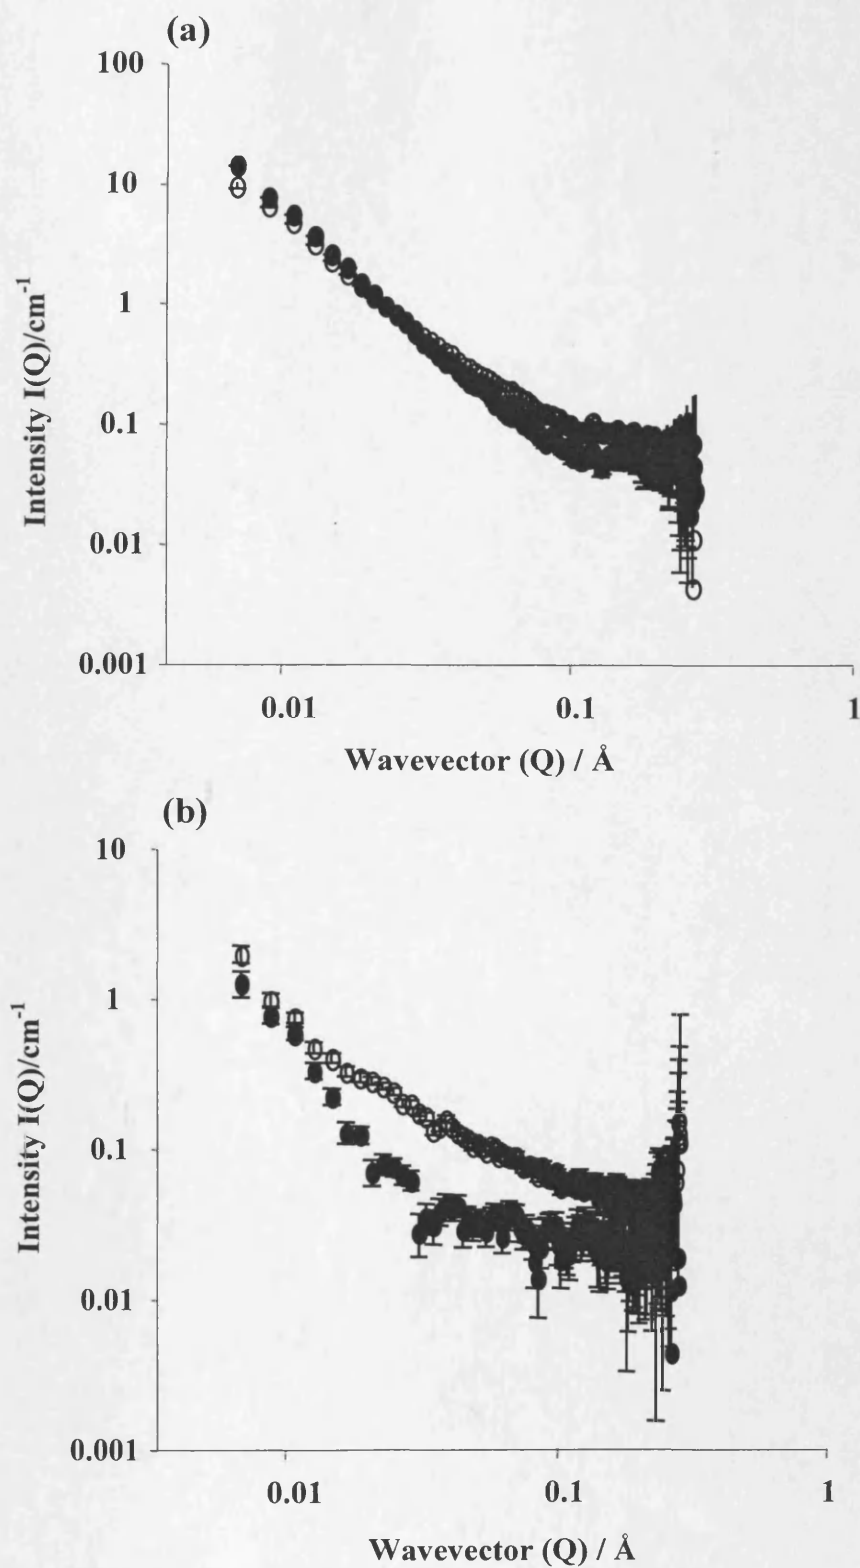 (a)
100
10
1
0.1
0.01
0.001
Intensity I(Q)/cm-1
0.01 0.1 1
Wavevector (Q) / Å
(b)
10
1
0.1
0.01
0.001
Intensity I(Q)/cm-1
0.01 0.1 1
Wavevector (Q) / Å